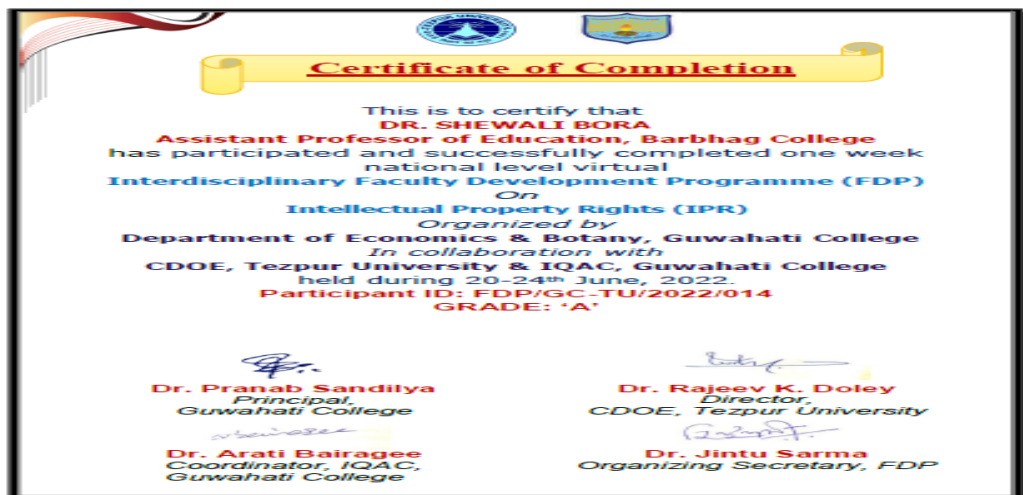 TEZPUR UNIVERSITY
Certificate of Completion
This is to certify that
DR. SHEWALI BORA
Assistant Professor of Education, Barbhag College
has participated and successfully completed one week
national level virtual
Interdisciplinary Faculty Development Programme (FDP)
On
Intellectual Property Rights (IPR)
Organized by
Department of Economics & Botany, Guwahati College
In collaboration with
CDOE, Tezpur University & IQAC, Guwahati College
held during 20-24th June, 2022.
Participant ID: FDP/GC-TU/2022/014
GRADE: ‘A’
Dr. Pranab Sandilya
Principal,
Guwahati College
Dr. Rajeev K. Doley
Director,
CDOE, Tezpur University
Dr. Arati Bairagee
Coordinator, IQAC,
Guwahati College
Dr. Jintu Sarma
Organizing Secretary, FDP